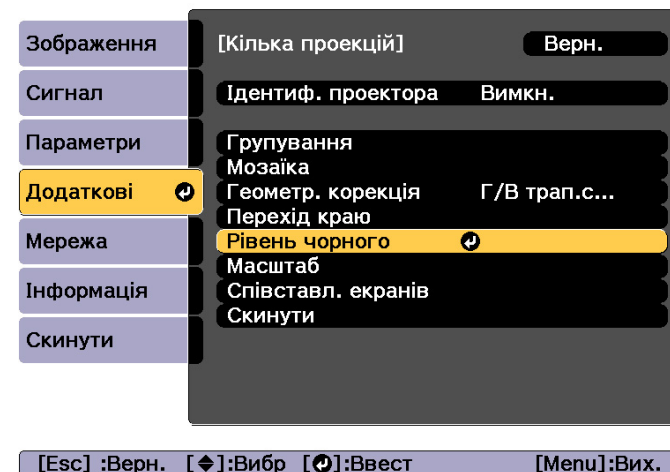 Зображення
Сигнал
Параметри
Додаткові
Мережа
Інформація
Скинути
[Кілька проекцій] Верн.
Ідентиф. проектора Вимкн.
Групування
Мозаїка
Геометр. корекція Г/В трап.с...
Перехід краю
Рівень чорного
Масштаб
Співставл. екранів
Скинути
[Esc] :Верн. [◆]:Вибр [↵]:Ввест [Menu]:Вих.